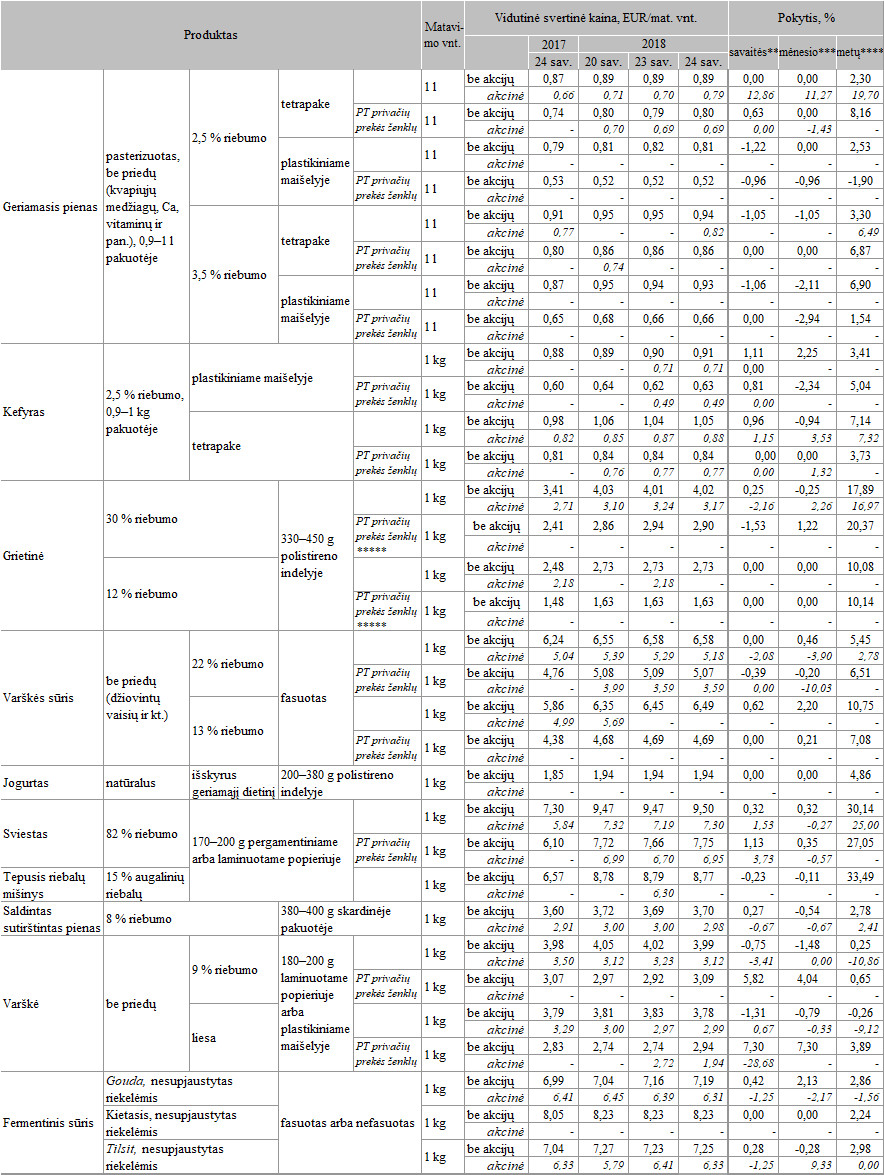 Produktas Matavi- Vidutinė svertinė kaina, EUR/mat. vnt. Pokytis, %
mo vnt. 2017 2018 savaitės** mėnesio*** metų****
24 sav. 20 sav. 23 sav. 24 sav.
Geriamasis pienas
pasterizuotas,
be priedų
(kvapiųjų
medžiagų, Ca,
vitaminų ir
pan.), 0,9–1 l
pakuotėje
2,5 % riebumo
tetrapake
1 l be akcijų 0,87 0,89 0,89 0,89 0,00 0,00 2,30
akcinė 0,66 0,71 0,70 0,79 12,86 11,27 19,70
PT privačių
prekės ženklų
1 l be akcijų 0,74 0,80 0,79 0,80 0,63 0,00 8,16
akcinė - 0,70 0,69 0,69 0,00 -1,43 -
plastikiniame
maišelyje
1 l be akcijų 0,79 0,81 0,82 0,81 -1,22 0,00 2,53
akcinė - - - - - - -
PT privačių
prekės ženklų
1 l be akcijų 0,53 0,52 0,52 0,52 -0,96 -0,96 -1,90
akcinė - - - - - - -
3,5 % riebumo
tetrapake
1 l be akcijų 0,91 0,95 0,95 0,94 -1,05 -1,05 3,30
akcinė 0,77 - - 0,82 - - 6,49
PT privačių
prekės ženklų
1 l be akcijų 0,80 0,86 0,86 0,86 0,00 0,00 6,87
akcinė - 0,74 - - - - -
plastikiniame
maišelyje
1 l be akcijų 0,87 0,95 0,94 0,93 -1,06 -2,11 6,90
akcinė - - - - - - -
PT privačių
prekės ženklų
1 l be akcijų 0,65 0,68 0,66 0,66 0,00 -2,94 1,54
akcinė - - - - - - -
Kefyras
2,5 % riebumo,
0,9–1 kg
pakuotėje
plastikiniame maišelyje
1 kg be akcijų 0,88 0,89 0,90 0,91 1,11 2,25 3,41
akcinė - - 0,71 0,71 0,00 - -
PT privačių
prekės ženklų
1 kg be akcijų 0,60 0,64 0,62 0,63 0,81 -2,34 5,04
akcinė - - 0,49 0,49 0,00 - -
tetrapake
1 kg be akcijų 0,98 1,06 1,04 1,05 0,96 -0,94 7,14
akcinė 0,82 0,85 0,87 0,88 1,15 3,53 7,32
PT privačių
prekės ženklų
1 kg be akcijų 0,81 0,84 0,84 0,84 0,00 0,00 3,73
akcinė - 0,76 0,77 0,77 0,00 1,32 -
Grietinė
30 % riebumo
330–450 g
polistireno
indelyje
1 kg be akcijų 3,41 4,03 4,01 4,02 0,25 -0,25 17,89
akcinė 2,71 3,10 3,24 3,17 -2,16 2,26 16,97
PT privačių
prekės ženklų
*****
1 kg be akcijų 2,41 2,86 2,94 2,90 -1,53 1,22 20,37
akcinė - - - - - - -
12 % riebumo
1 kg be akcijų 2,48 2,73 2,73 2,73 0,00 0,00 10,08
akcinė 2,18 - 2,18 - - - -
PT privačių
prekės ženklų
*****
1 kg be akcijų 1,48 1,63 1,63 1,63 0,00 0,00 10,14
akcinė - - - - - - -
Varškės sūris
be priedų
(džiovintų
vaisių ir kt.)
22 % riebumo
fasuotas
1 kg be akcijų 6,24 6,55 6,58 6,58 0,00 0,46 5,45
akcinė 5,04 5,39 5,29 5,18 -2,08 -3,90 2,78
PT privačių
prekės ženklų
1 kg be akcijų 4,76 5,08 5,09 5,07 -0,39 -0,20 6,51
akcinė - 3,99 3,59 3,59 0,00 -10,03 -
13 % riebumo
1 kg be akcijų 5,86 6,35 6,45 6,49 0,62 2,20 10,75
akcinė 4,99 5,69 - - - - -
PT privačių
prekės ženklų
1 kg be akcijų 4,38 4,68 4,69 4,69 0,00 0,21 7,08
akcinė - - - - - - -
Jogurtas
natūralus
išskyrus
geriamąjį dietinį
200–380 g polistireno
indelyje
1 kg be akcijų 1,85 1,94 1,94 1,94 0,00 0,00 4,86
akcinė - - - - - - -
Sviestas
82 % riebumo
170–200 g pergamentiniame
arba laminuotame popieriuje
1 kg be akcijų 7,30 9,47 9,47 9,50 0,32 0,32 30,14
akcinė 5,84 7,32 7,19 7,30 1,53 -0,27 25,00
PT privačių
prekės ženklų
1 kg be akcijų 6,10 7,72 7,66 7,75 1,13 0,35 27,05
akcinė - 6,99 6,70 6,95 3,73 -0,57 -
Tepusis riebalų
mišinys
15 % augalinių
riebalų
1 kg be akcijų 6,57 8,78 8,79 8,77 -0,23 -0,11 33,49
akcinė - - 6,30 - - - -
Saldintas
sutirštintas pienas
8 % riebumo
380–400 g skardinėje
pakuotėje
1 kg be akcijų 3,60 3,72 3,69 3,70 0,27 -0,54 2,78
akcinė 2,91 3,00 3,00 2,98 -0,67 -0,67 2,41
Varškė
be priedų
9 % riebumo
180–200 g
laminuotame
popieriuje
arba
plastikiniame
maišelyje
1 kg be akcijų 3,98 4,05 4,02 3,99 -0,75 -1,48 0,25
akcinė 3,50 3,12 3,23 3,12 -3,41 0,00 -10,86
PT privačių
prekės ženklų
1 kg be akcijų 3,07 2,97 2,92 3,09 5,82 4,04 0,65
akcinė - - - - - - -
liesa
1 kg be akcijų 3,79 3,81 3,83 3,78 -1,31 -0,79 -0,26
akcinė 3,29 3,00 2,97 2,99 0,67 -0,33 -9,12
PT privačių
prekės ženklų
1 kg be akcijų 2,83 2,74 2,74 2,94 7,30 7,30 3,89
akcinė - - 2,72 1,94 -28,68 - -
Fermentinis sūris
Gouda, nesupjaustytas
riekelėmis
fasuotas arba nefasuotas
1 kg be akcijų 6,99 7,04 7,16 7,19 0,42 2,13 2,86
akcinė 6,41 6,45 6,39 6,31 -1,25 -2,17 -1,56
Kietasis, nesupjaustytas
riekelėmis
1 kg be akcijų 8,05 8,23 8,23 8,23 0,00 0,00 2,24
akcinė - - - - - - -
Tilsit, nesupjaustytas
riekelėmis
1 kg be akcijų 7,04 7,27 7,23 7,25 0,28 -0,28 2,98
akcinė 6,33 5,79 6,41 6,33 -1,25 9,33 0,00